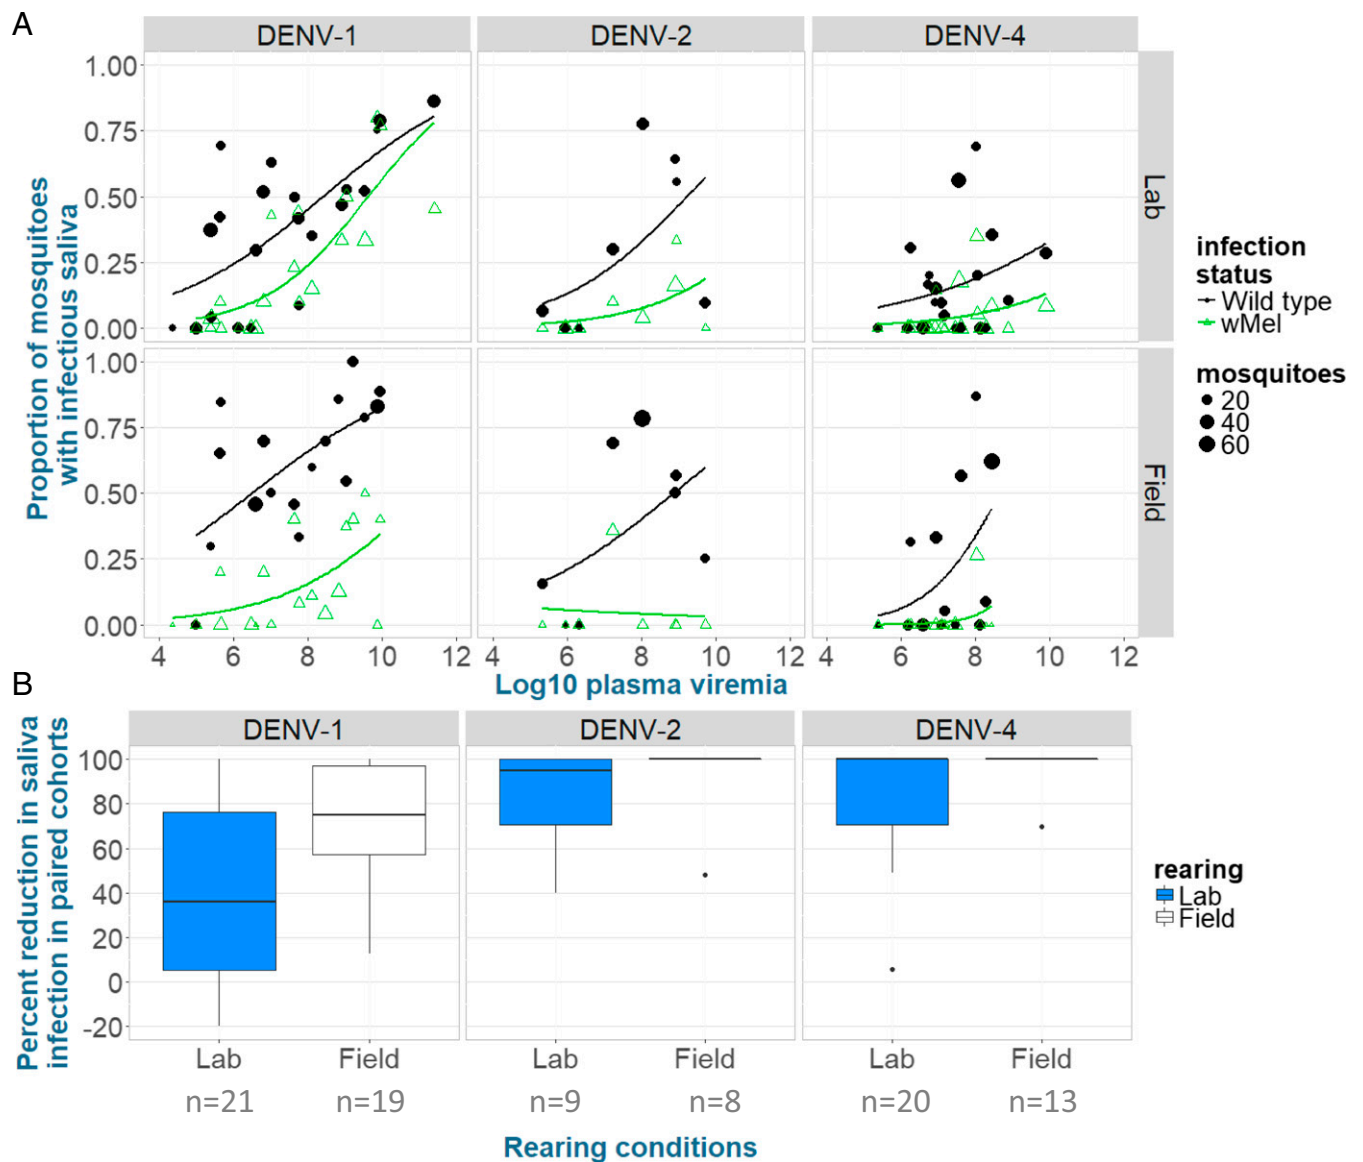 A
DENV-1 DENV-2 DENV-4
Proportion of mosquitoes
with infectious saliva
1.00
0.75
0.50
0.25
0.00
Lab
1.00
0.75
0.50
0.25
0.00
Field
4 6 8 10 12 4 6 8 10 12 4 6 8 10 12
Log10 plasma viremia
infection
status
Wild type
wMel
mosquitoes
20
40
60
B
DENV-1 DENV-2 DENV-4
Percent reduction in saliva
infection in paired cohorts
100
80
60
40
20
0
-20
Lab Field Lab Field Lab Field
n=21 n=19 n=9 n=8 n=20 n=13
Rearing conditions
rearing
Lab
Field